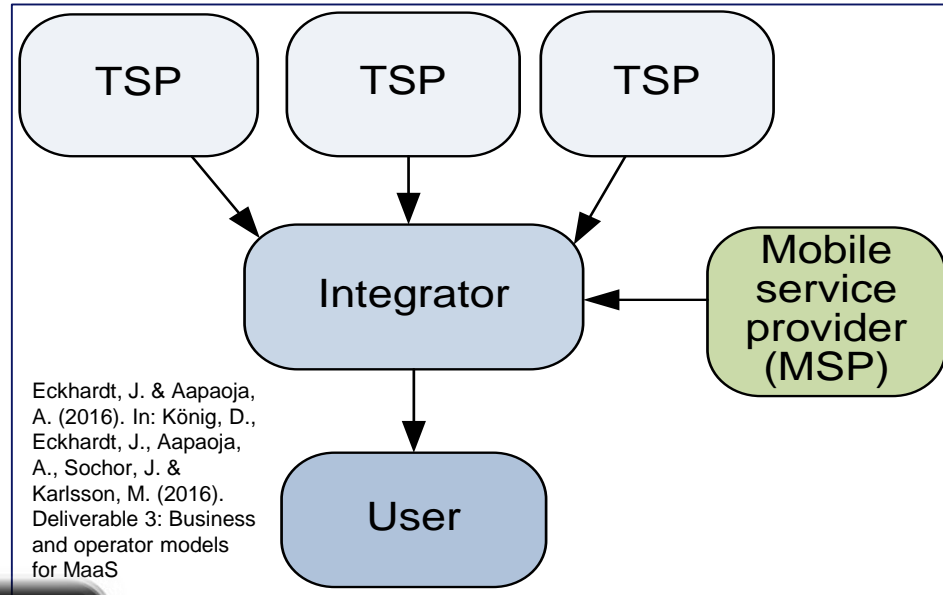 TSP
TSP
TSP
Integrator
Mobile
service
provider
(MSP)
Eckhardt, J. & Aapaoja,
A. (2016). In: König, D.,
Eckhardt, J., Aapaoja,
A., Sochor, J. &
Karlsson, M. (2016).
Deliverable 3: Business
and operator models
for MaaS
User